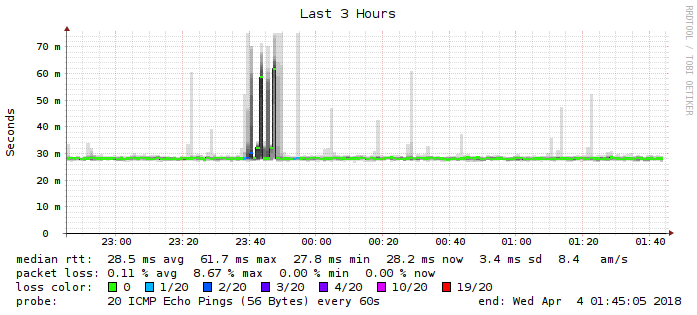 Last 3 Hours
RRDTOOL / TOBI OETIKER
Seconds
70 m
60 m
50 m
40 m
30 m
20 m
10 m
0
23:00 23:20 23:40 00:00 00:20 00:40 01:00 01:20 01:40
median rtt: 28.5 ms avg 61.7 ms max 27.8 ms min 28.2 ms now 3.4 ms sd 8.4 am/s
packet loss: 0.11 % avg 8.67 % max 0.00 % min 0.00 % now
loss color: 0 1/20 2/20 3/20 4/20 10/20 19/20
probe: 20 ICMP Echo Pings (56 Bytes) every 60s end: Wed Apr 4 01:45:05 2018